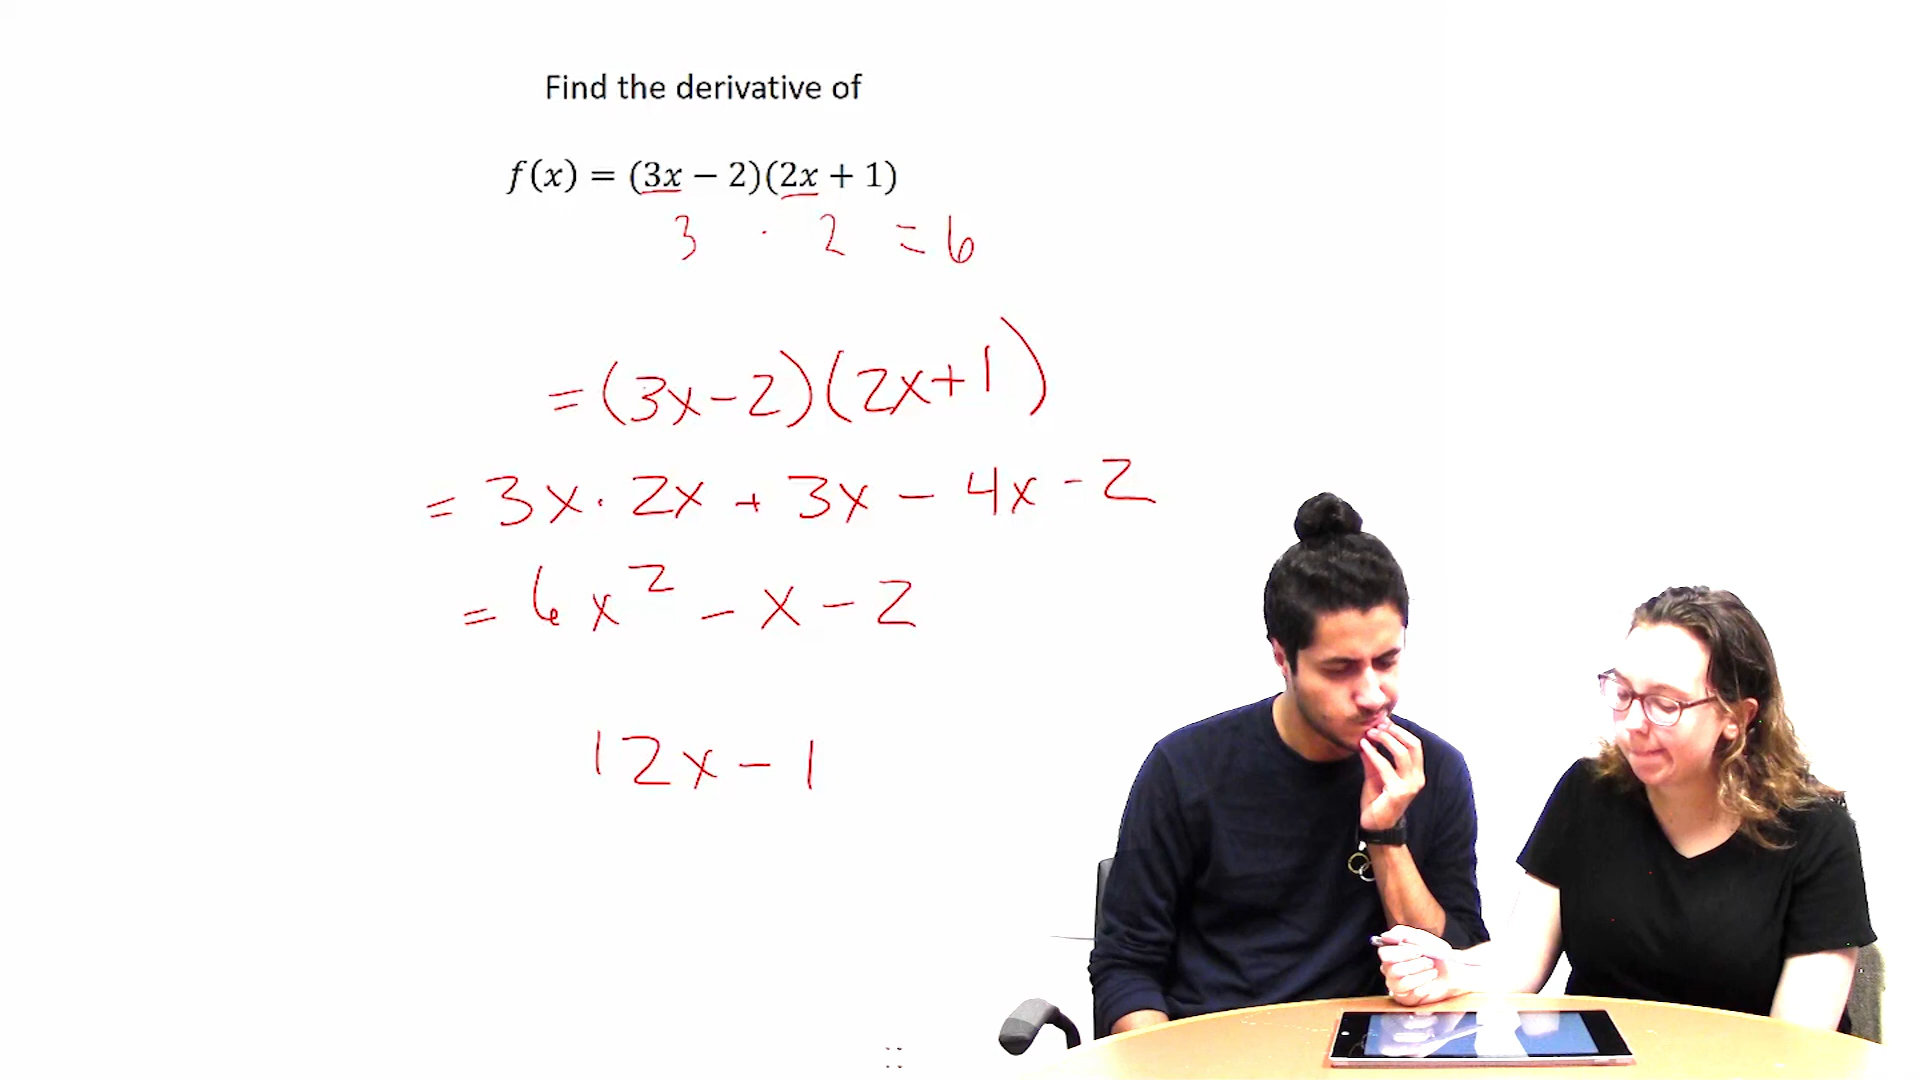 Find the derivative of
f(x) = (3x − 2)(2x + 1)
3 · 2 = 6
= (3x-2)(2x+1)
= 3x · 2x + 3x - 4x - 2
= 6x² - x - 2
12x - 1